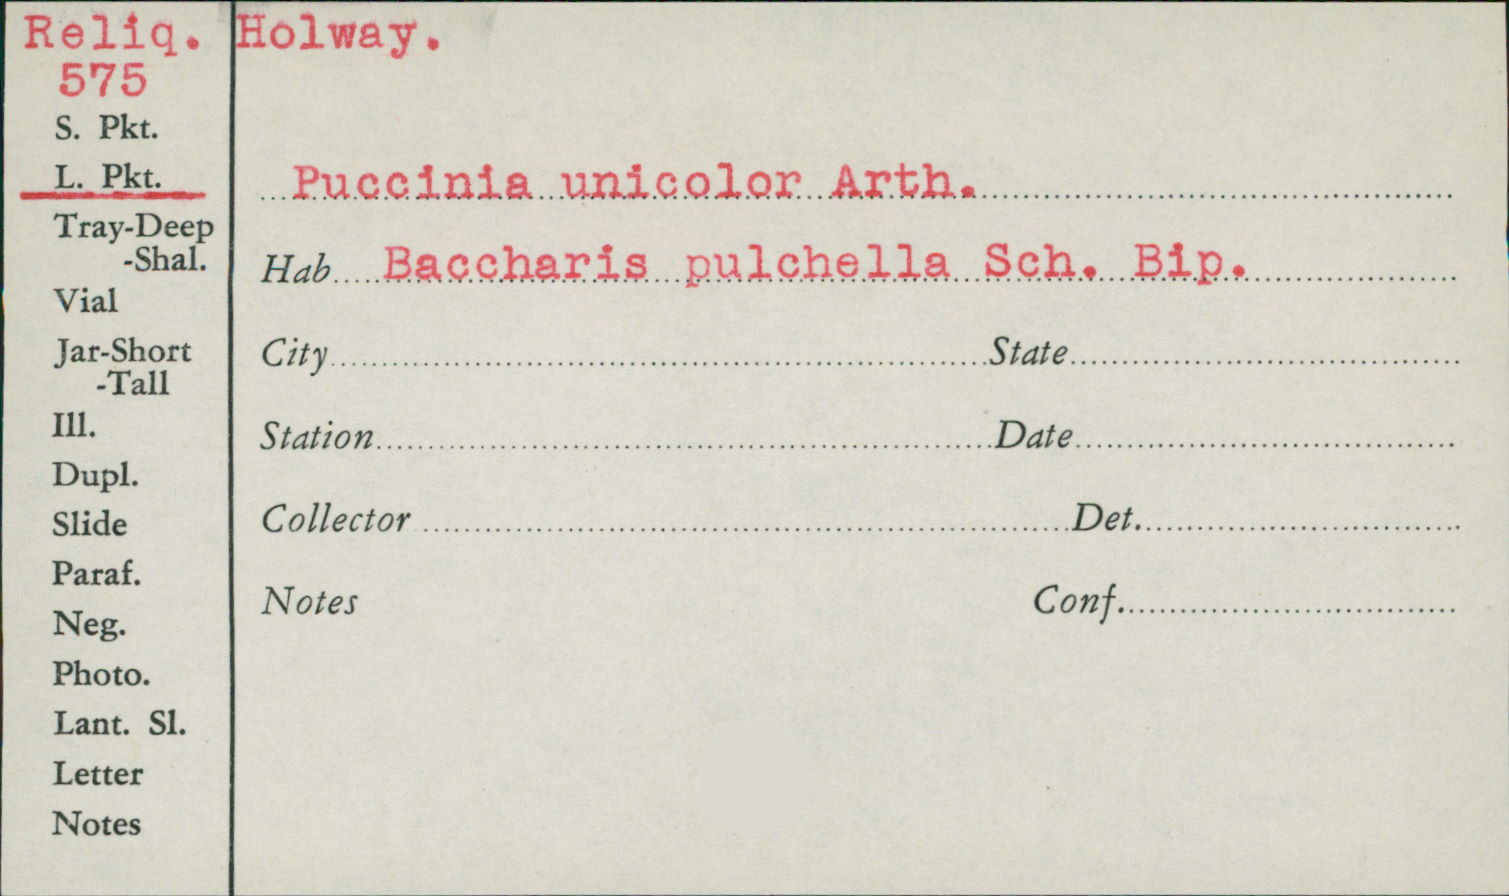 Reliq. Holway.
575
S. Pkt.
L. Pkt.
Puccinia unicolor Arth.
Tray-Deep
-Shal.
Hab Baccharis pulchella Sch. Bip.
Vial
Jar-Short
-Tall
City State
Ill.
Station Date
Dupl.
Slide
Collector Det.
Paraf.
Notes Conf.
Neg.
Photo.
Lant. Sl.
Letter
Notes